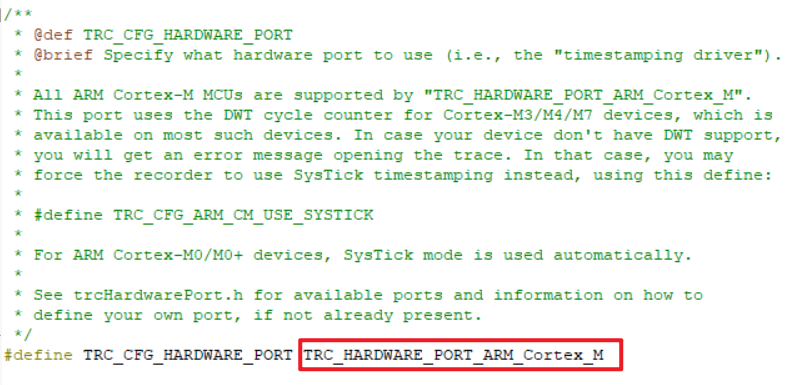 /**
* @def TRC_CFG_HARDWARE_PORT
* @brief Specify what hardware port to use (i.e., the "timestamping driver").
*
* All ARM Cortex-M MCUs are supported by "TRC_HARDWARE_PORT_ARM_Cortex_M".
* This port uses the DWT cycle counter for Cortex-M3/M4/M7 devices, which is
* available on most such devices. In case your device don't have DWT support,
* you will get an error message opening the trace. In that case, you may
* force the recorder to use SysTick timestamping instead, using this define:
*
* #define TRC_CFG_ARM_CM_USE_SYSTICK
*
* For ARM Cortex-M0/M0+ devices, SysTick mode is used automatically.
*
* See trcHardwarePort.h for available ports and information on how to
* define your own port, if not already present.
*/
#define TRC_CFG_HARDWARE_PORT TRC_HARDWARE_PORT_ARM_Cortex_M